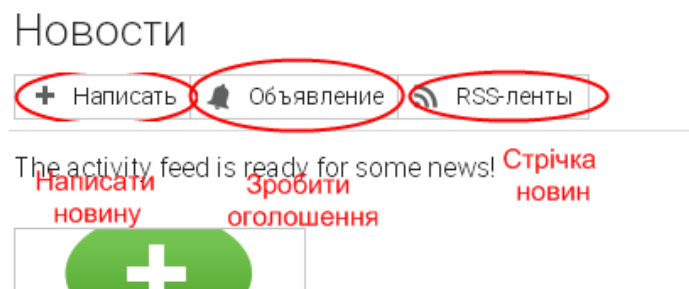 Новости
Написать Объявление RSS-ленты
The activity feed is ready for some news!
Написати новину
Зробити оголошення
Стрічка новин